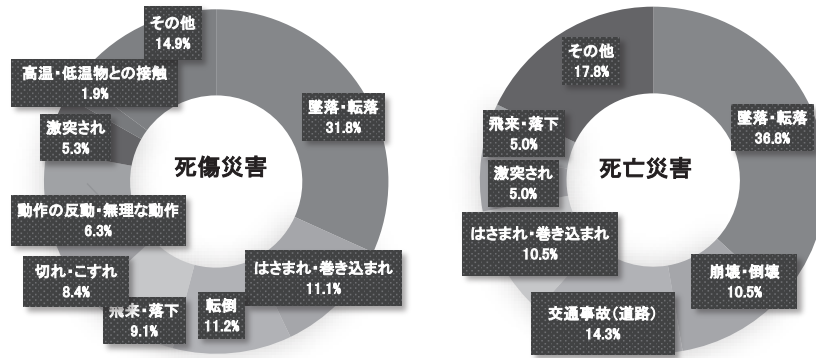 死傷災害
墜落・転落
31.8%
はさまれ・巻き込まれ
11.1%
転倒
11.2%
飛来・落下
9.1%
切れ・こすれ
8.4%
動作の反動・無理な動作
6.3%
激突され
5.3%
高温・低温物との接触
1.9%
その他
14.9%
死亡災害
墜落・転落
36.8%
崩壊・倒壊
10.5%
交通事故(道路)
14.3%
はさまれ・巻き込まれ
10.5%
激突され
5.0%
飛来・落下
5.0%
その他
17.8%